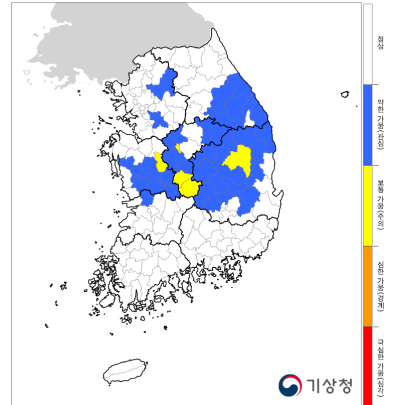 정상
약한 가뭄(관심)
보통 가뭄(주의)
심한 가뭄(경계)
극심한 가뭄(심각)
기상청